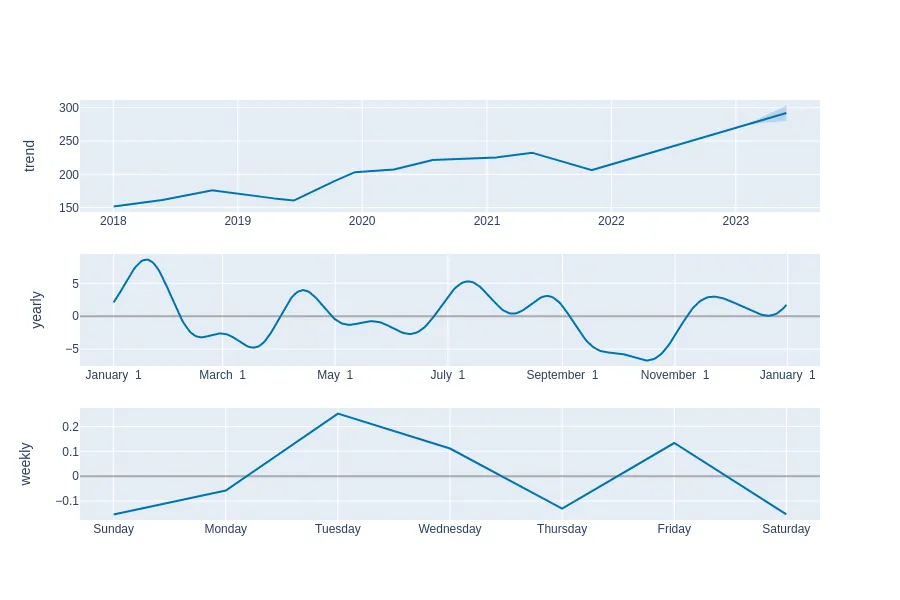 trend
300
250
200
150
2018 2019 2020 2021 2022 2023
yearly
5
0
−5
January 1 March 1 May 1 July 1 September 1 November 1 January 1
weekly
0.2
0.1
0
−0.1
Sunday Monday Tuesday Wednesday Thursday Friday Saturday